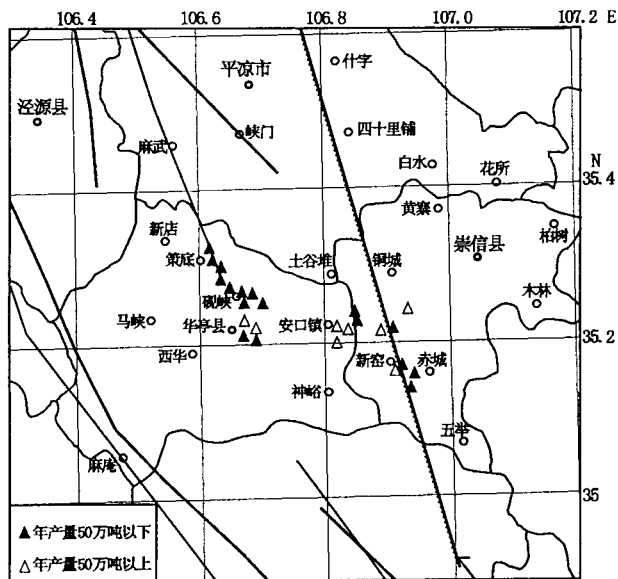 106.4 106.6 106.8 107.0 107.2 E
什字
平凉市
泾源县
峡门
四十里铺
麻武
白水
花所
N
35.4
黄寨
新店
柏树
崇信县
策底
土谷堆
铜城
木林
砚峡
马峡
华亭县
安口镇
35.2
西华
新窑
赤城
神峪
五举
麻庵
35
▲ 年产量50万吨以下
△ 年产量50万吨以上